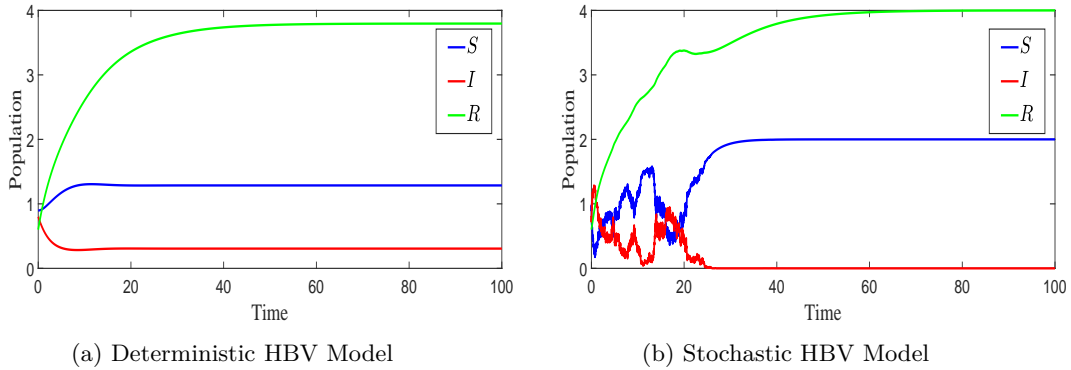 4
3
2
1
0
Population
0 20 40 60 80 100
Time
S
I
R
(a) Deterministic HBV Model
4
3
2
1
0
Population
0 20 40 60 80 100
Time
S
I
R
(b) Stochastic HBV Model